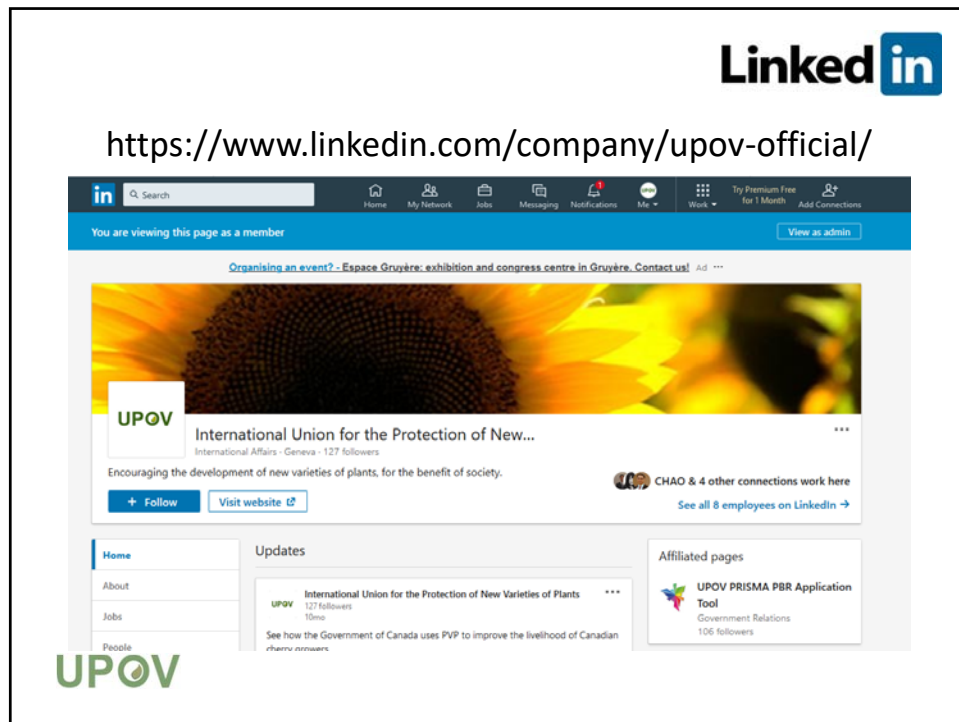 Linked in
https://www.linkedin.com/company/upov-official/
in Search Home My Network Jobs Messaging Notifications Me Work Try Premium Free for 1 Month Add Connections
You are viewing this page as a member View as admin
Organising an event? - Espace Gruyère: exhibition and congress centre in Gruyère. Contact us! Ad ...
UPOV
International Union for the Protection of New...
International Affairs · Geneva · 127 followers
Encouraging the development of new varieties of plants, for the benefit of society.
CHAO & 4 other connections work here
+ Follow Visit website
See all 8 employees on LinkedIn →
Home
About
Jobs
People
Updates
UPOV
International Union for the Protection of New Varieties of Plants ...
127 followers
10mo
See how the Government of Canada uses PVP to improve the livelihood of Canadian
cherry growers
Affiliated pages
UPOV PRISMA PBR Application
Tool
Government Relations
106 followers
UPOV